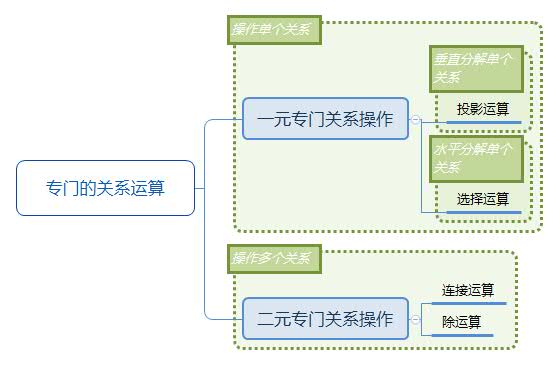 操作单个关系
垂直分解单个
关系
投影运算
一元专门关系操作
水平分解单个
关系
选择运算
专门的关系运算
操作多个关系
连接运算
二元专门关系操作
除运算